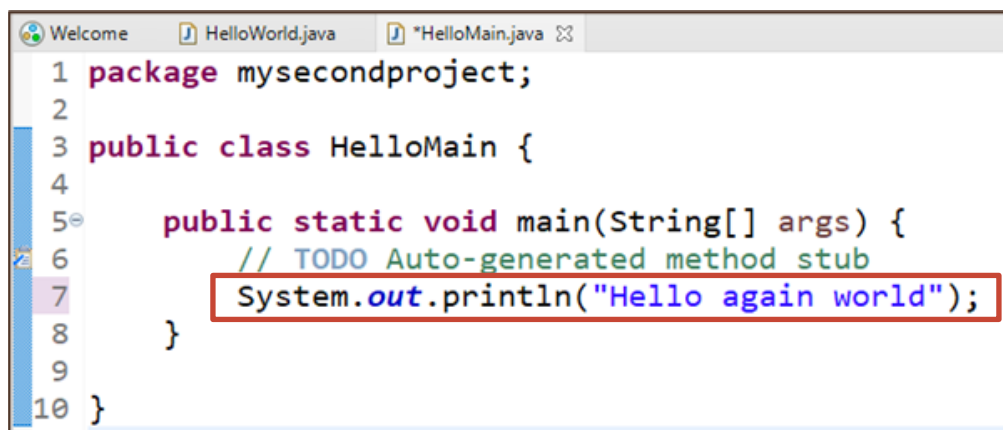 Welcome HelloWorld.java *HelloMain.java
1 package mysecondproject;
2
3 public class HelloMain {
4
5 public static void main(String[] args) {
6 // TODO Auto-generated method stub
7 System.out.println("Hello again world");
8 }
9
10 }